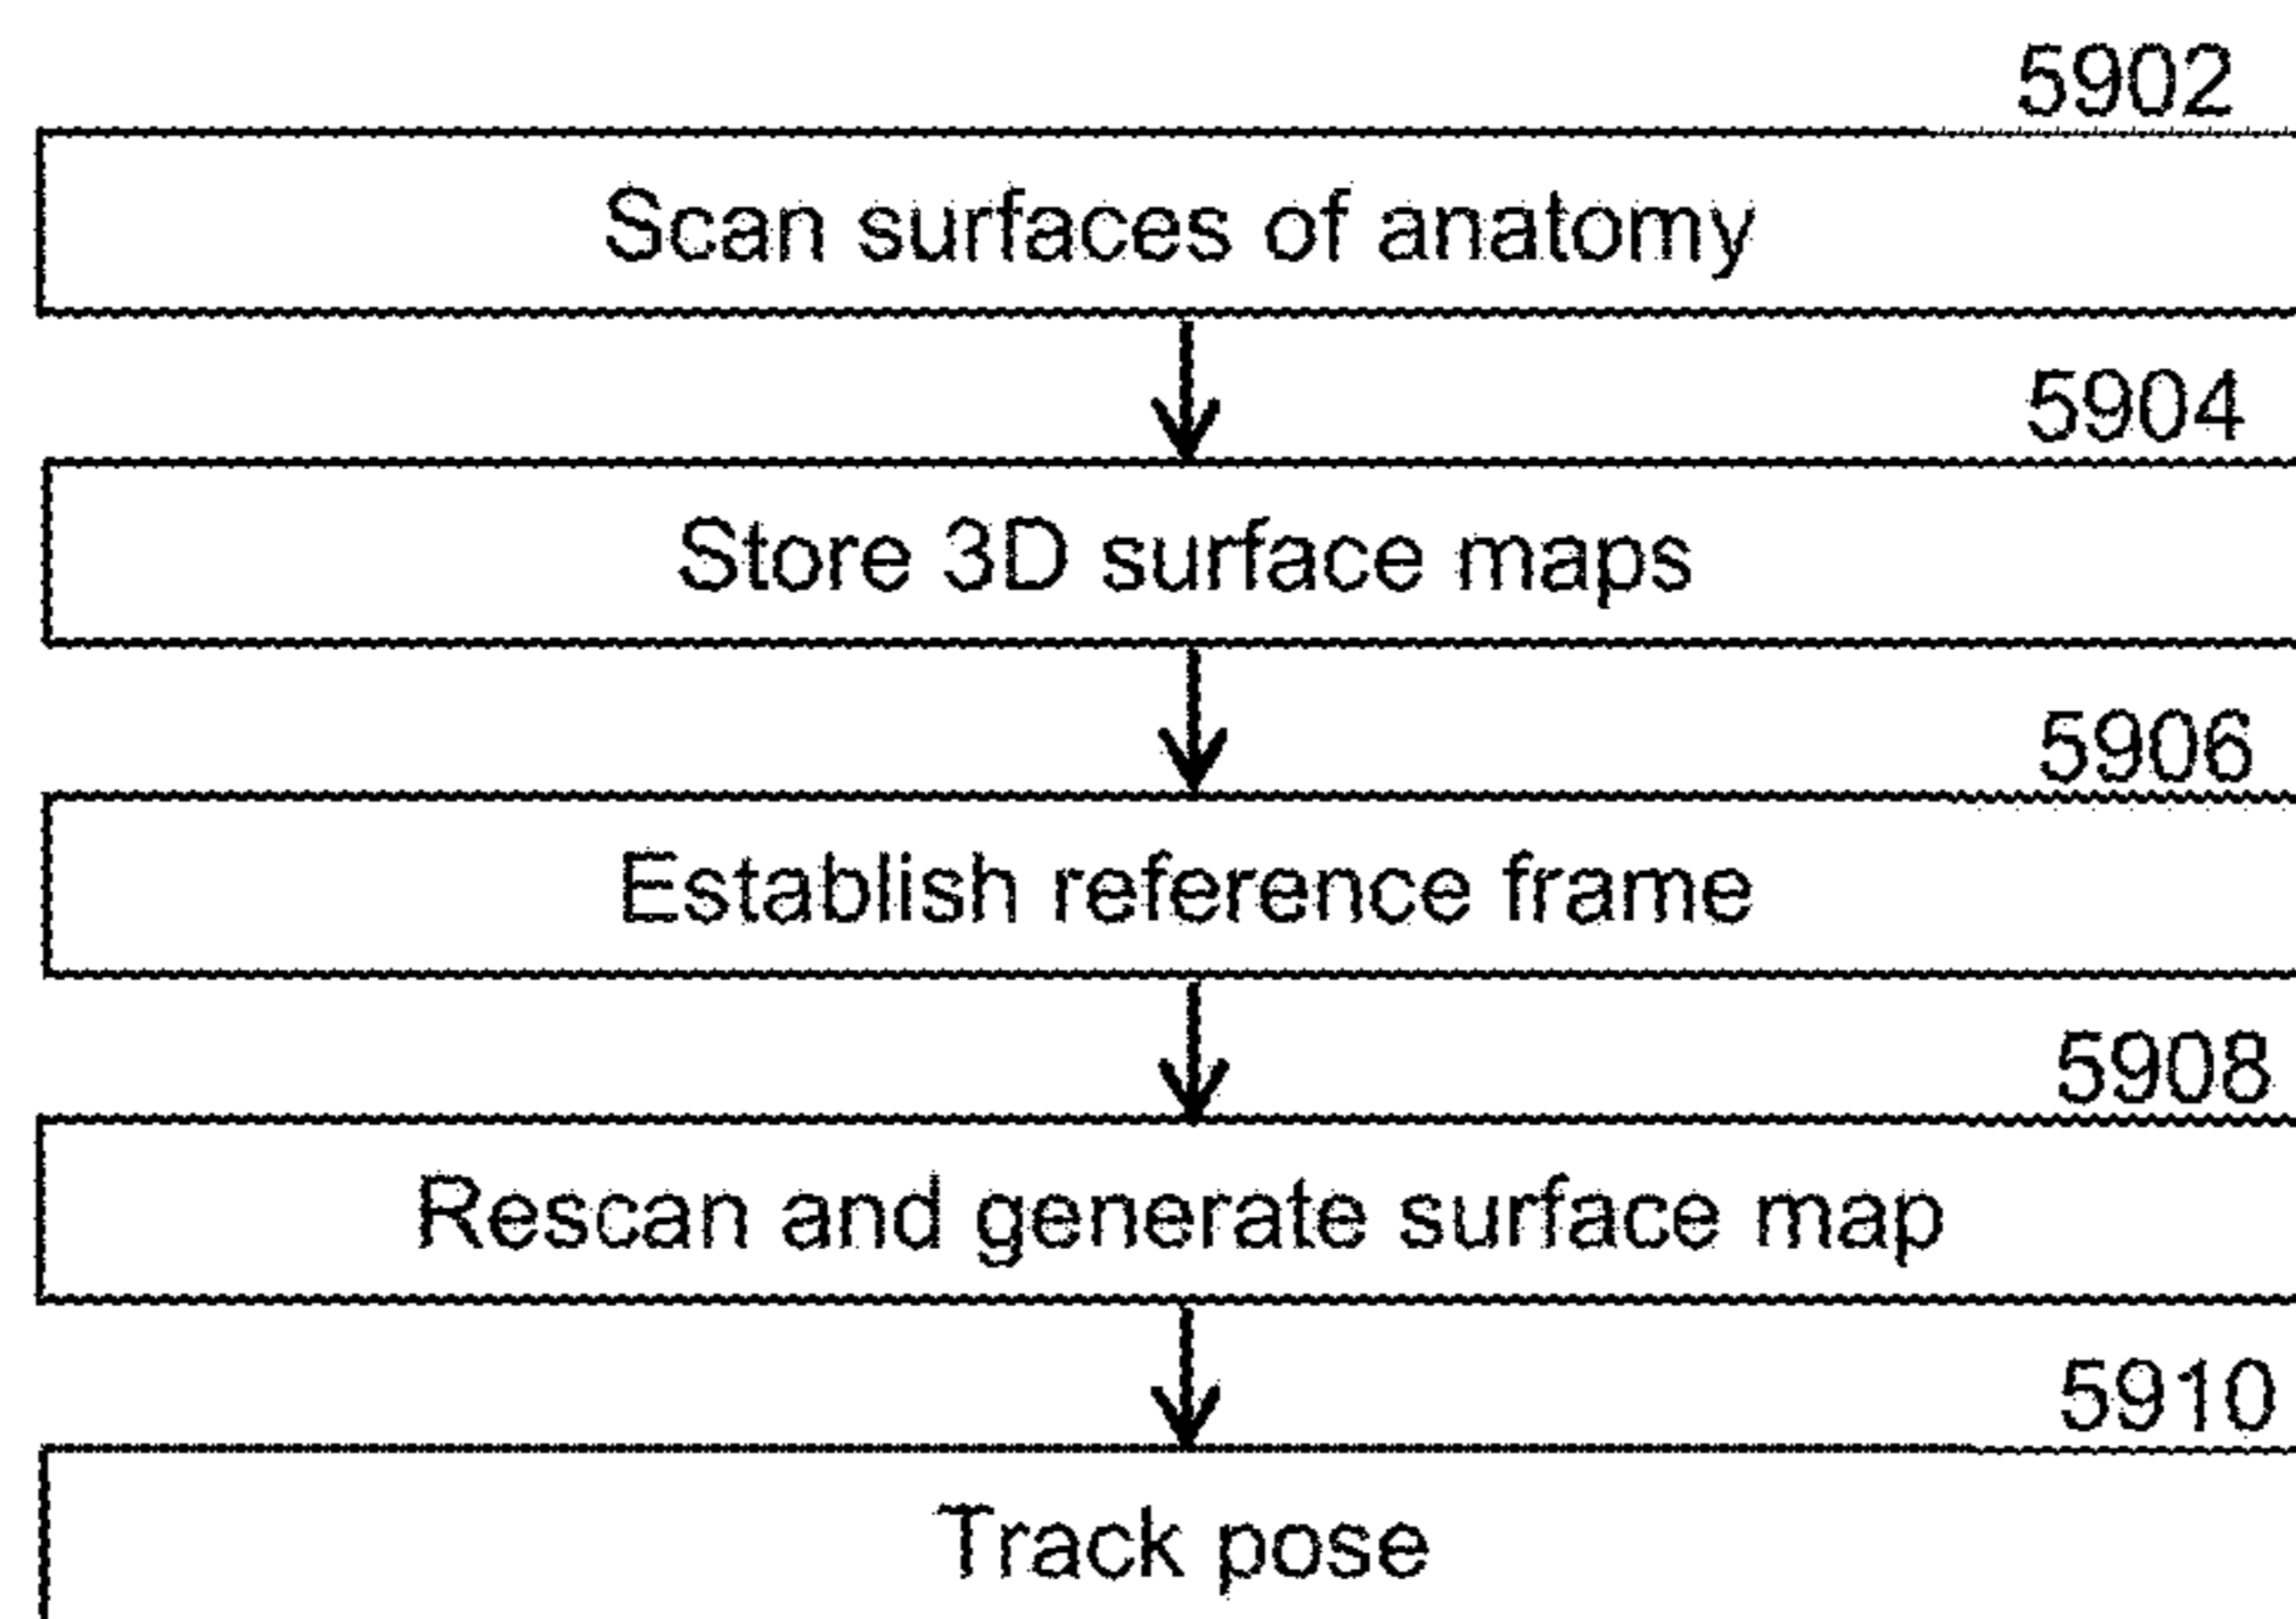 5902
Scan surfaces of anatomy
5904
Store 3D surface maps
5906
Establish reference frame
5908
Rescan and generate surface map
5910
Track pose